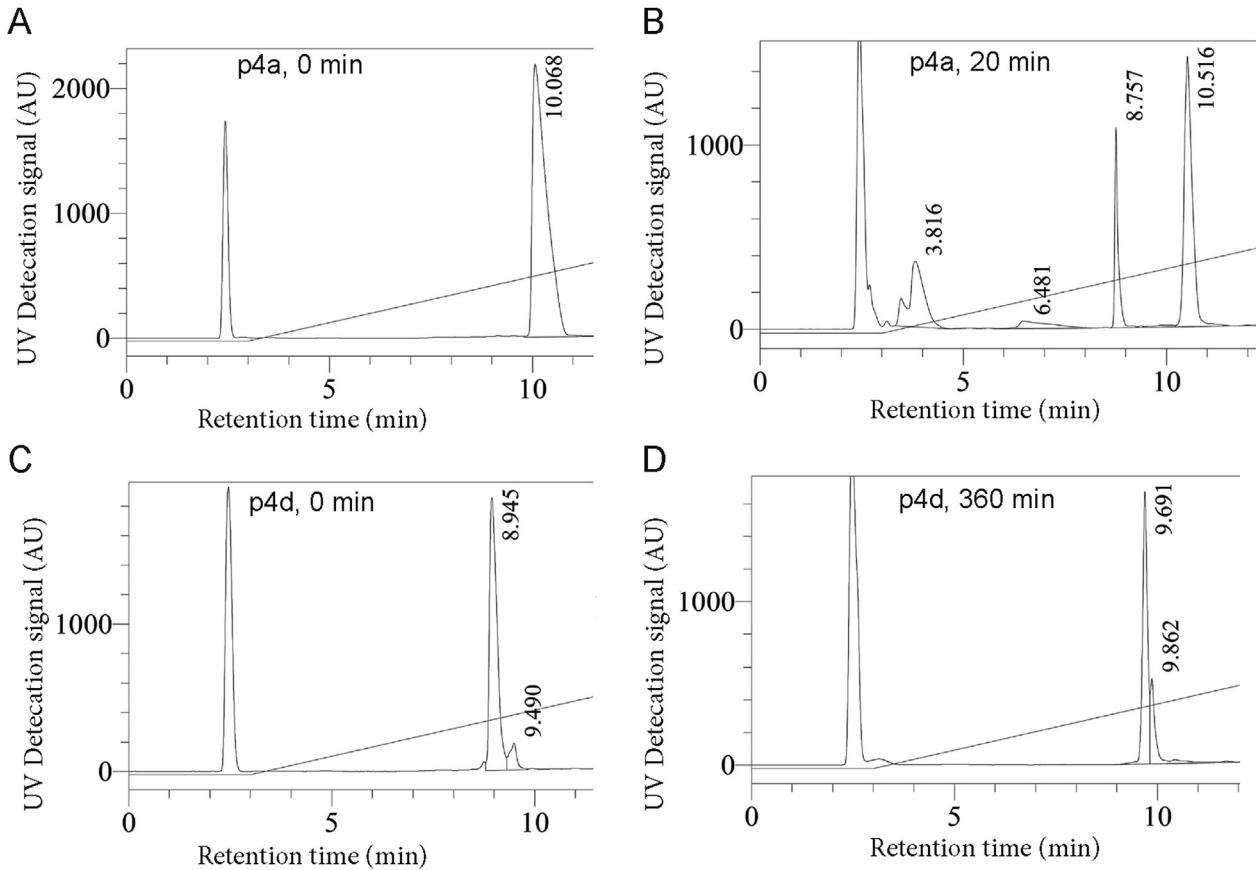 A
UV Detecation signal (AU)
p4a, 0 min
10.068
2000
1000
0
0
5
10
Retention time (min)
B
UV Detecation signal (AU)
p4a, 20 min
8.757
10.516
3.816
6.481
1000
0
0
5
10
Retention time (min)
C
UV Detecation signal (AU)
p4d, 0 min
8.945
9.490
1000
0
0
5
10
Retention time (min)
D
UV Detecation signal (AU)
p4d, 360 min
9.691
9.862
1000
0
0
5
10
Retention time (min)